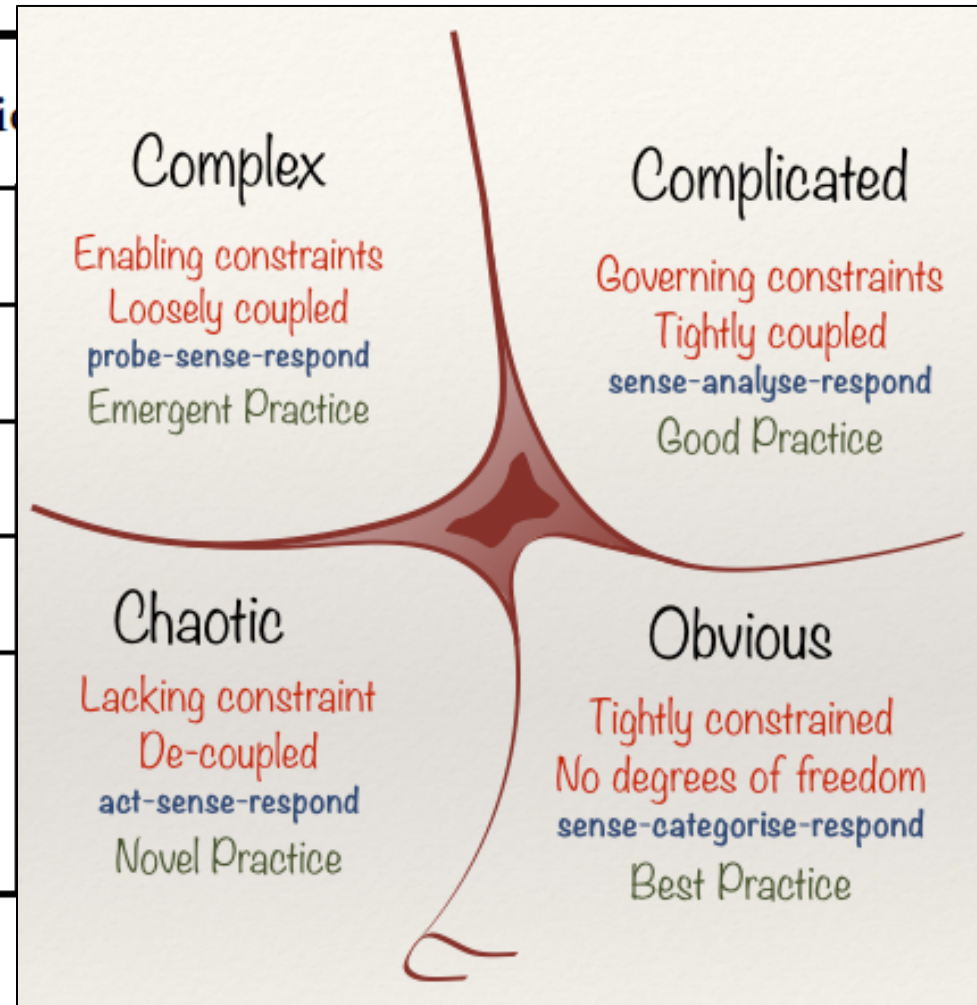 Complex
Enabling constraints
Loosely coupled
probe-sense-respond
Emergent Practice
Complicated
Governing constraints
Tightly coupled
sense-analyse-respond
Good Practice
Chaotic
Lacking constraint
De-coupled
act-sense-respond
Novel Practice
Obvious
Tightly constrained
No degrees of freedom
sense-categorise-respond
Best Practice